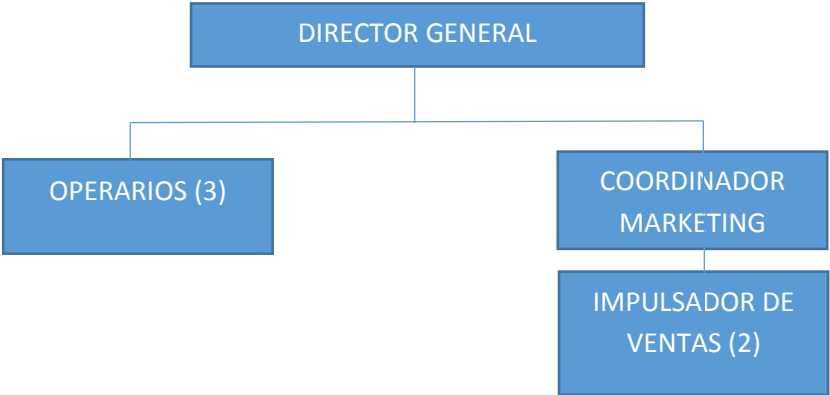 DIRECTOR GENERAL
OPERARIOS (3)
COORDINADOR
MARKETING
IMPULSADOR DE
VENTAS (2)